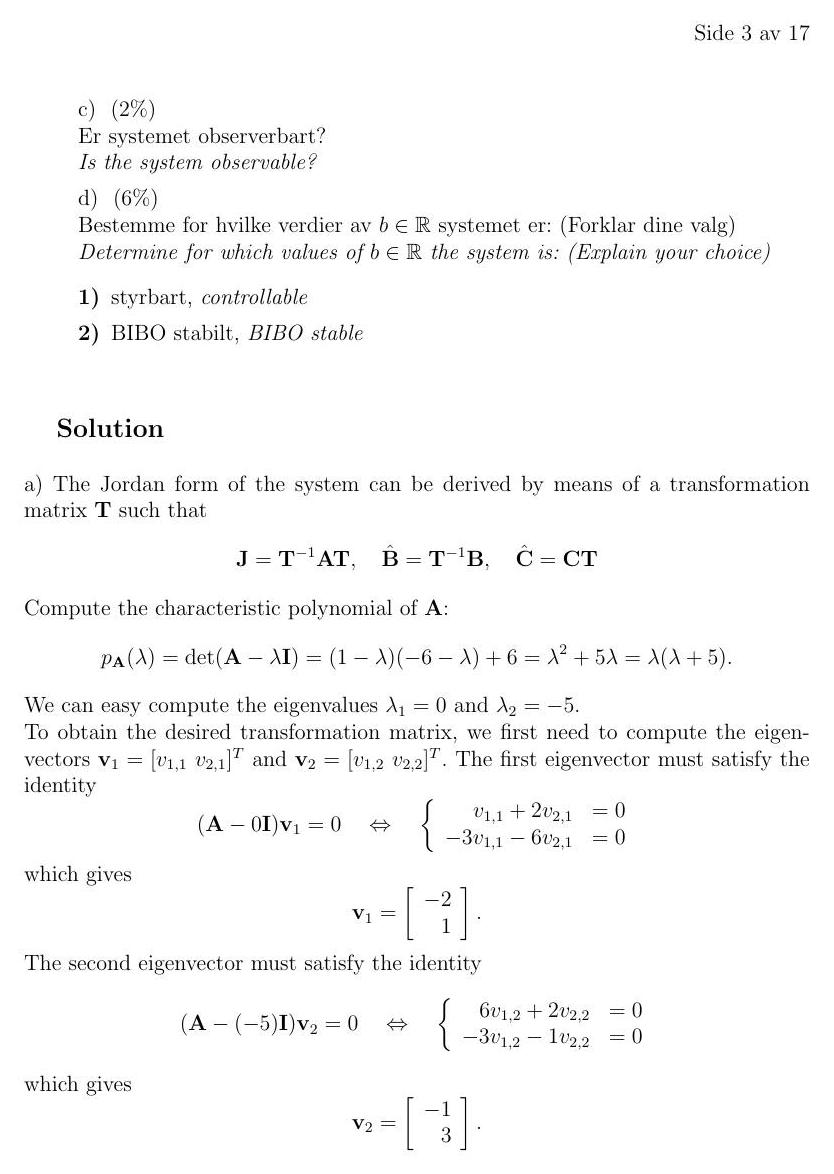 Side 3 av 17
c) (2%)
Er systemet observerbart?
Is the system observable?
d) (6%)
Bestemme for hvilke verdier av b ∈ ℝ systemet er: (Forklar dine valg)
Determine for which values of b ∈ ℝ the system is: (Explain your choice)
1) styrbart, controllable
2) BIBO stabilt, BIBO stable
Solution
a) The Jordan form of the system can be derived by means of a transformation
matrix T such that
J = T⁻¹AT, B̂ = T⁻¹B, Ĉ = CT
Compute the characteristic polynomial of A:
p_A(λ) = det(A − λI) = (1 − λ)(−6 − λ) + 6 = λ² + 5λ = λ(λ + 5).
We can easy compute the eigenvalues λ₁ = 0 and λ₂ = −5.
To obtain the desired transformation matrix, we first need to compute the eigen-
vectors v₁ = [v₁,₁ v₂,₁]ᵀ and v₂ = [v₁,₂ v₂,₂]ᵀ. The first eigenvector must satisfy the
identity
(A − 0I)v₁ = 0 ⇔ { v₁,₁ + 2v₂,₁ = 0
−3v₁,₁ − 6v₂,₁ = 0
which gives
v₁ = [ −2
1 ].
The second eigenvector must satisfy the identity
(A − (−5)I)v₂ = 0 ⇔ { 6v₁,₂ + 2v₂,₂ = 0
−3v₁,₂ − 1v₂,₂ = 0
which gives
v₂ = [ −1
3 ].